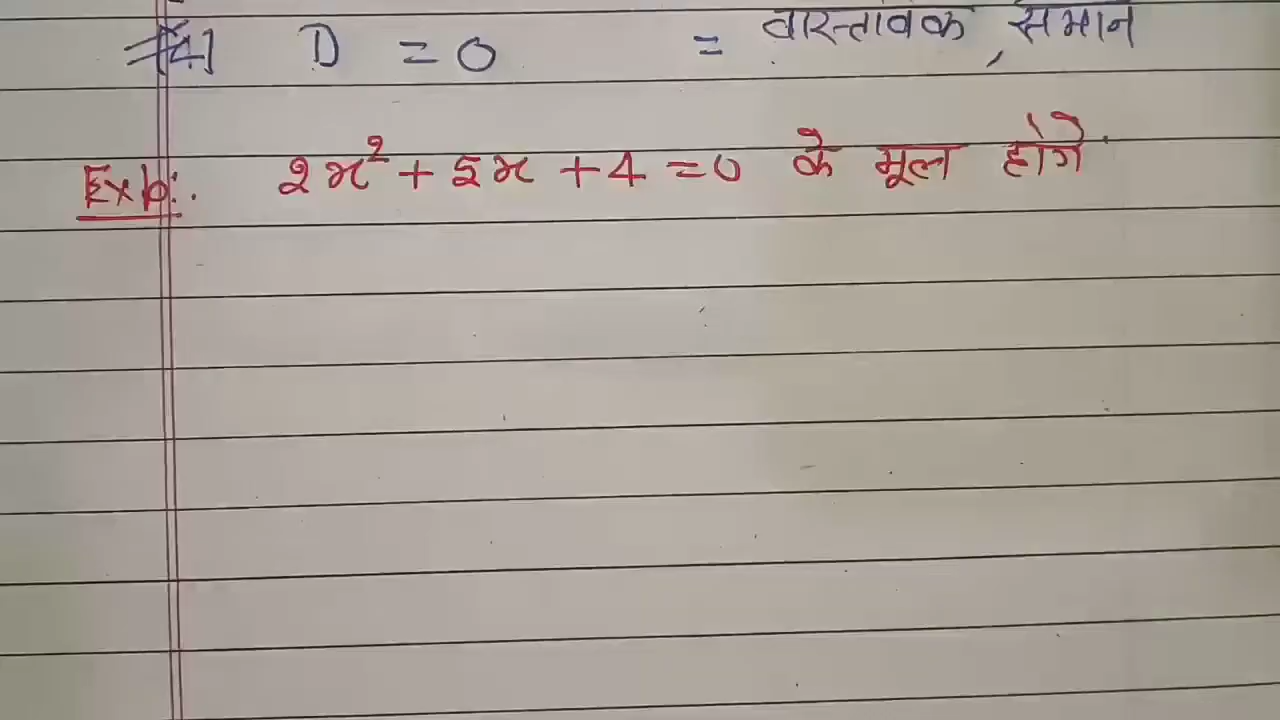 4] D = 0 = वास्तविक, समान
Exp:. 2x² + 5x + 4 = 0 के मूल होंगे